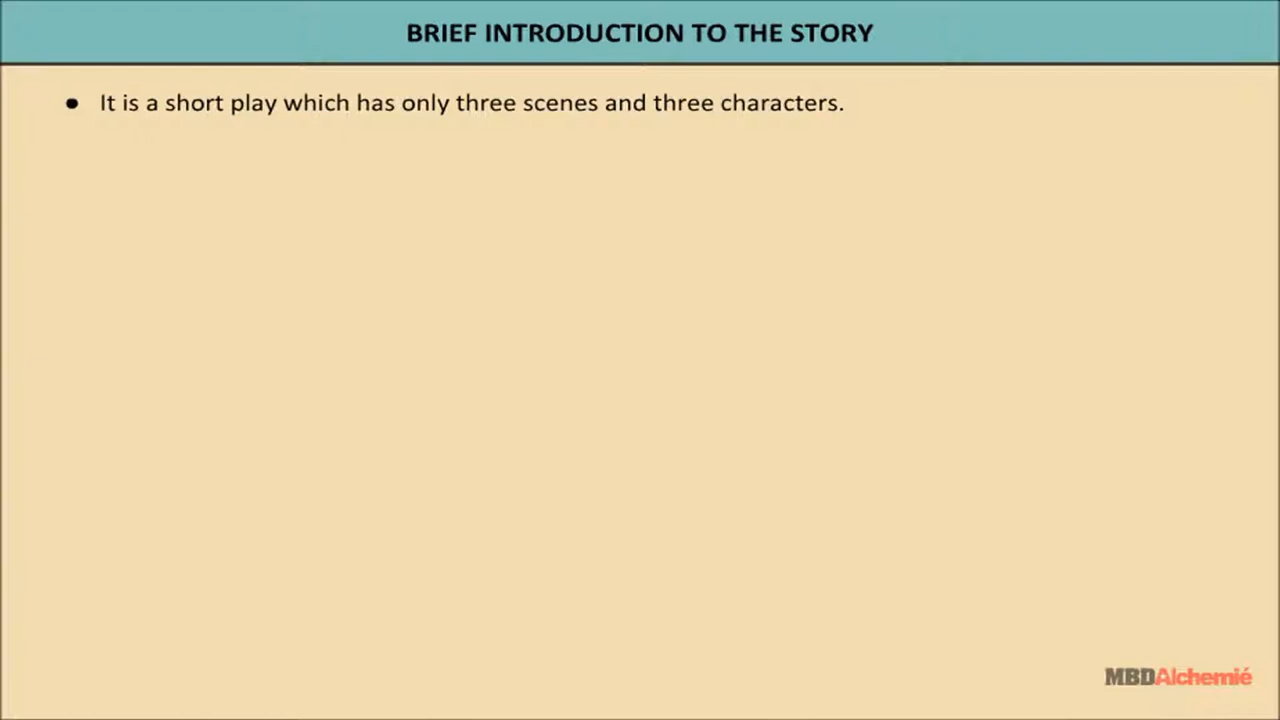 BRIEF INTRODUCTION TO THE STORY
● It is a short play which has only three scenes and three characters.
MBDAlchemié